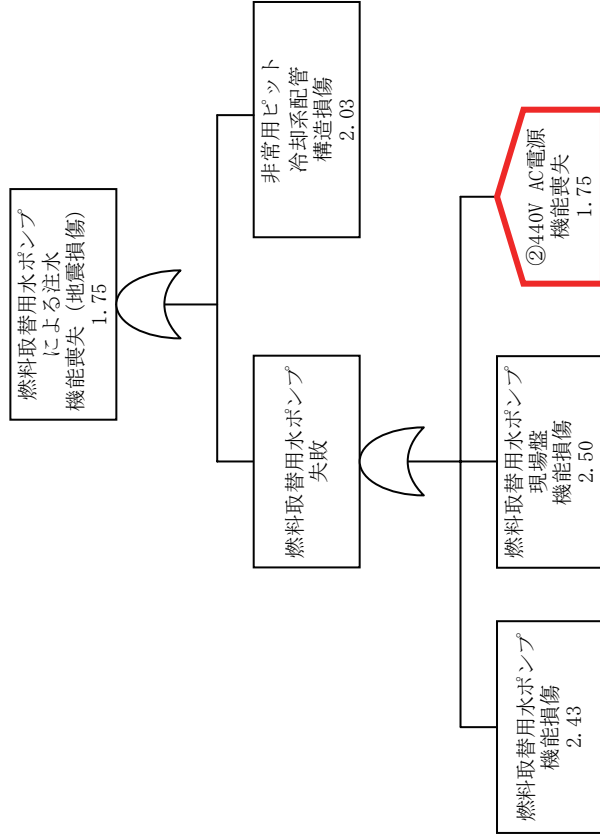 燃料取替用水ポンプ
による注水
機能喪失（地震損傷）
1.75
燃料取替用水ポンプ
失敗
非常用ピット
冷却系配管
構造損傷
2.03
燃料取替用水ポンプ
機能損傷
2.43
燃料取替用水ポンプ
現場盤
機能損傷
2.50
②440V AC電源
機能喪失
1.75